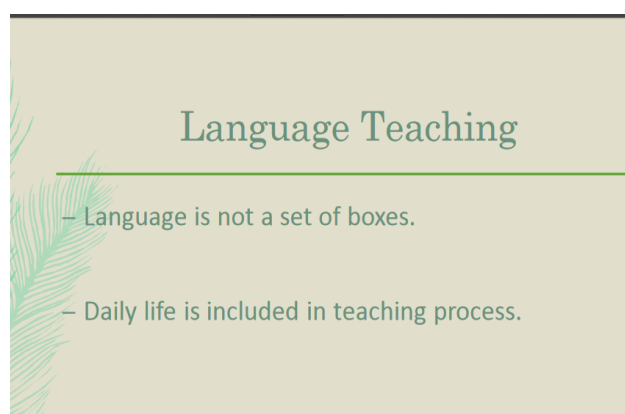 Language Teaching
– Language is not a set of boxes.
– Daily life is included in teaching process.